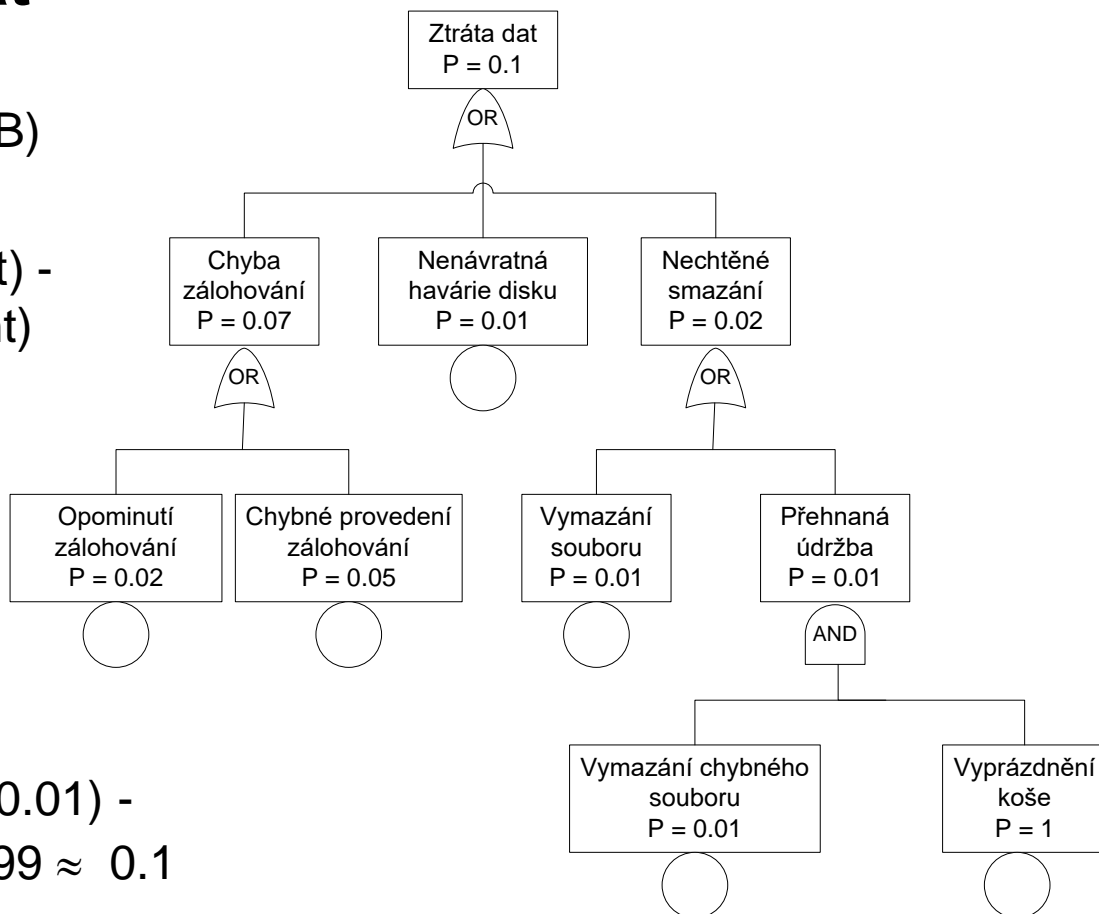 Ztráta dat
P = 0.1
OR
B)
t) -
nt)
Chyba
zálohování
P = 0.07
Nenávratná
havárie disku
P = 0.01
Nechtěné
smazání
P = 0.02
OR
OR
Opominutí
zálohování
P = 0.02
Chybné provedení
zálohování
P = 0.05
Vymazání
souboru
P = 0.01
Přehnaná
údržba
P = 0.01
AND
Vymazání chybného
souboru
P = 0.01
Vyprázdnění
koše
P = 1
0.01) -
99 ≈ 0.1